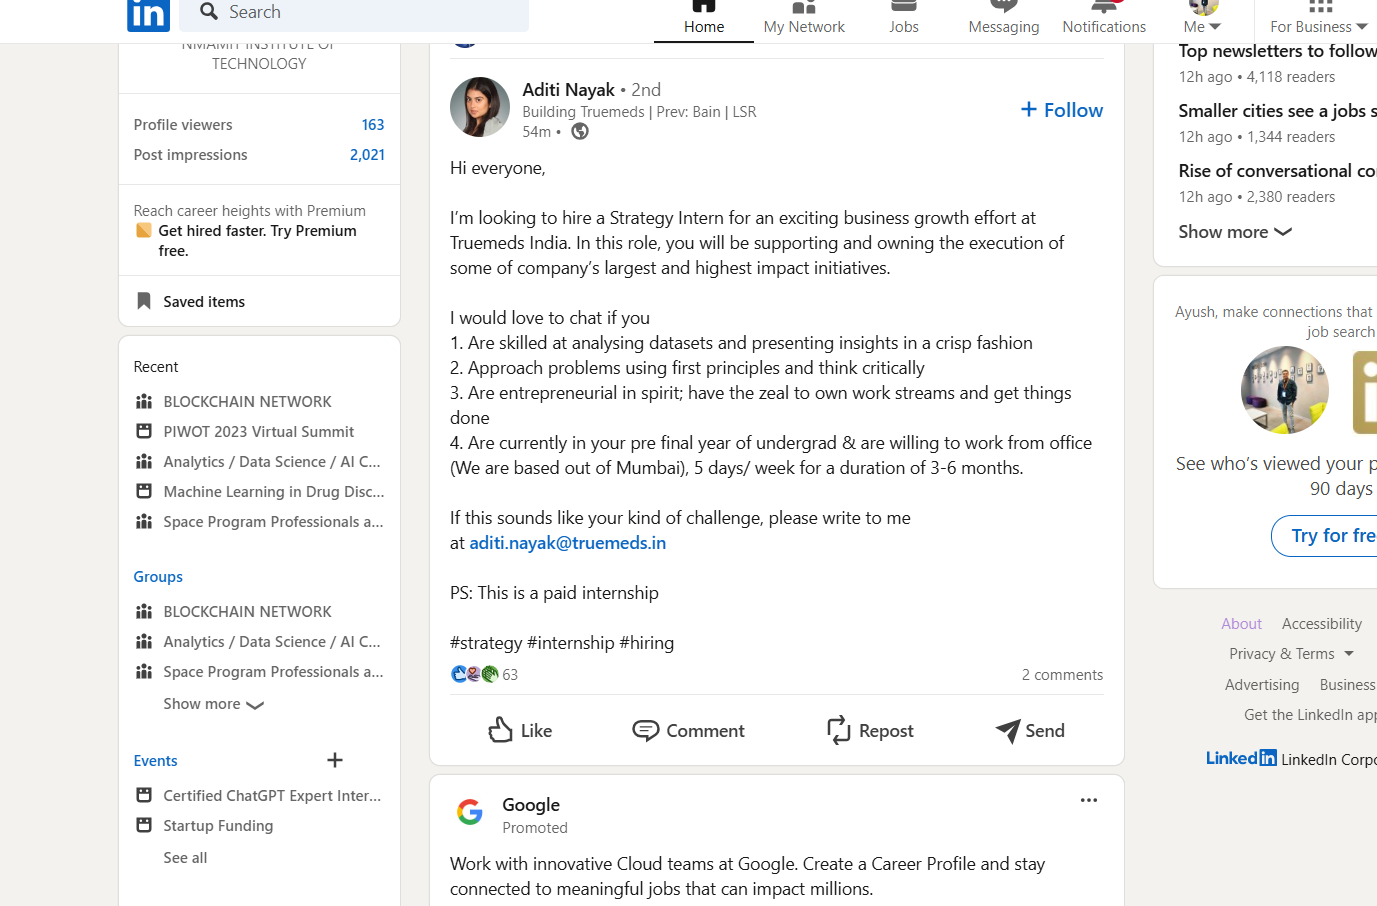 in
Search
Home
My Network
Jobs
Messaging
Notifications
Me
For Business
NMAMIT INSTITUTE OF
TECHNOLOGY
Profile viewers 163
Post impressions 2,021
Reach career heights with Premium
Get hired faster. Try Premium
free.
Saved items
Recent
BLOCKCHAIN NETWORK
PIWOT 2023 Virtual Summit
Analytics / Data Science / AI C...
Machine Learning in Drug Disc...
Space Program Professionals a...
Groups
BLOCKCHAIN NETWORK
Analytics / Data Science / AI C...
Space Program Professionals a...
Show more
Events
Certified ChatGPT Expert Inter...
Startup Funding
See all
Aditi Nayak • 2nd
Building Truemeds | Prev: Bain | LSR
54m •
+ Follow
Hi everyone,
I’m looking to hire a Strategy Intern for an exciting business growth effort at
Truemeds India. In this role, you will be supporting and owning the execution of
some of company’s largest and highest impact initiatives.
I would love to chat if you
1. Are skilled at analysing datasets and presenting insights in a crisp fashion
2. Approach problems using first principles and think critically
3. Are entrepreneurial in spirit; have the zeal to own work streams and get things
done
4. Are currently in your pre final year of undergrad & are willing to work from office
(We are based out of Mumbai), 5 days/ week for a duration of 3-6 months.
If this sounds like your kind of challenge, please write to me
at aditi.nayak@truemeds.in
PS: This is a paid internship
#strategy #internship #hiring
63
2 comments
Like
Comment
Repost
Send
Google
Promoted
Work with innovative Cloud teams at Google. Create a Career Profile and stay
connected to meaningful jobs that can impact millions.
Top newsletters to follow
12h ago • 4,118 readers
Smaller cities see a jobs s
12h ago • 1,344 readers
Rise of conversational co
12h ago • 2,380 readers
Show more
Ayush, make connections that
job search
See who’s viewed your p
90 days
Try for fre
About Accessibility
Privacy & Terms
Advertising Business
Get the LinkedIn app
Linkedin LinkedIn Corpo